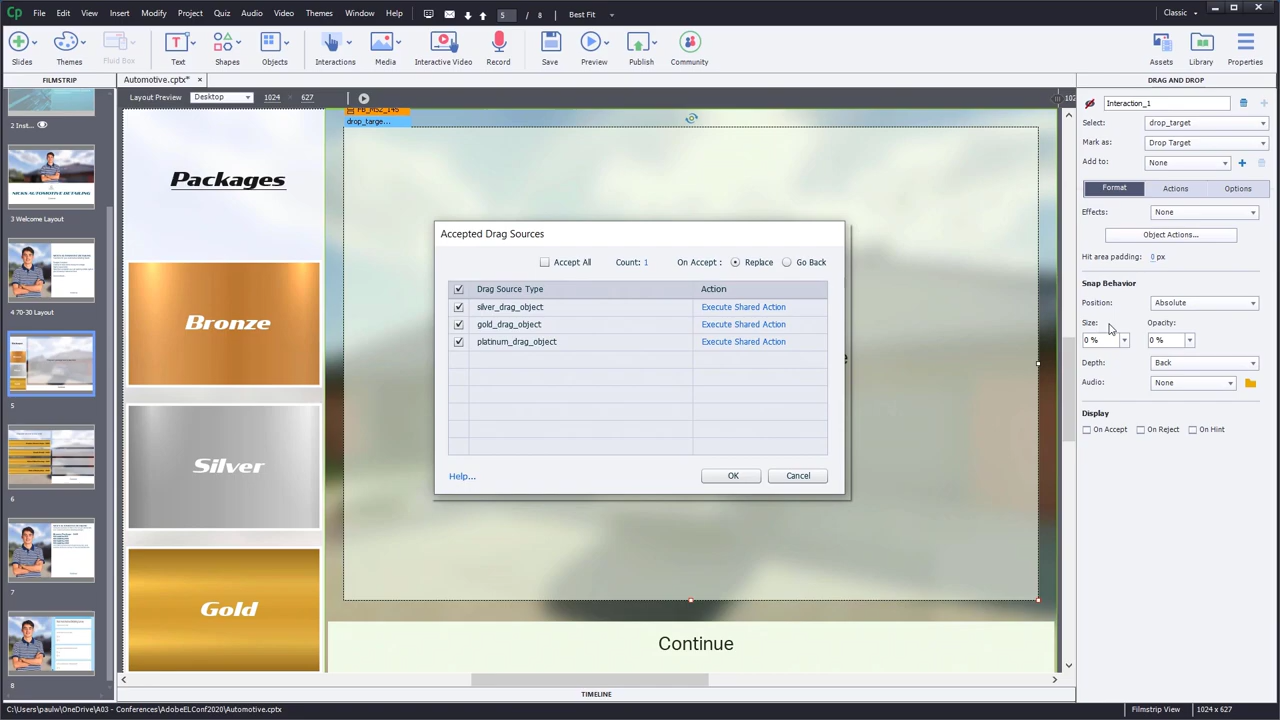 Cp File Edit View Insert Modify Project Quiz Audio Video Themes Window Help 5 / 8 Best Fit Classic
Slides Themes Fluid Box Text Shapes Objects Interactions Media Interactive Video Record Save Preview Publish Community Assets Library Properties
FILMSTRIP
Automotive.cptx*
DRAG AND DROP
Layout Preview Desktop 1024 × 627
drop_targe...
2 Inst...
3 Welcome Layout
4 70-30 Layout
5
6
7
8
Packages
Bronze
Silver
Gold
Continue
Accepted Drag Sources
Accept All Count: 1 On Accept : Replace Go Back
Drag Source Type Action
silver_drag_object Execute Shared Action
gold_drag_object Execute Shared Action
platinum_drag_object Execute Shared Action
Help... OK Cancel
Interaction_1
Select: drop_target
Mark as: Drop Target
Add to: None
Format Actions Options
Effects: None
Object Actions...
Hit area padding: 0 px
Snap Behavior
Position: Absolute
Size: Opacity:
0 % 0 %
Depth: Back
Audio: None
Display
On Accept On Reject On Hint
TIMELINE
C:\Users\paulw\OneDrive\A03 - Conferences\AdobeELConf2020\Automotive.cptx Filmstrip View 1024 x 627